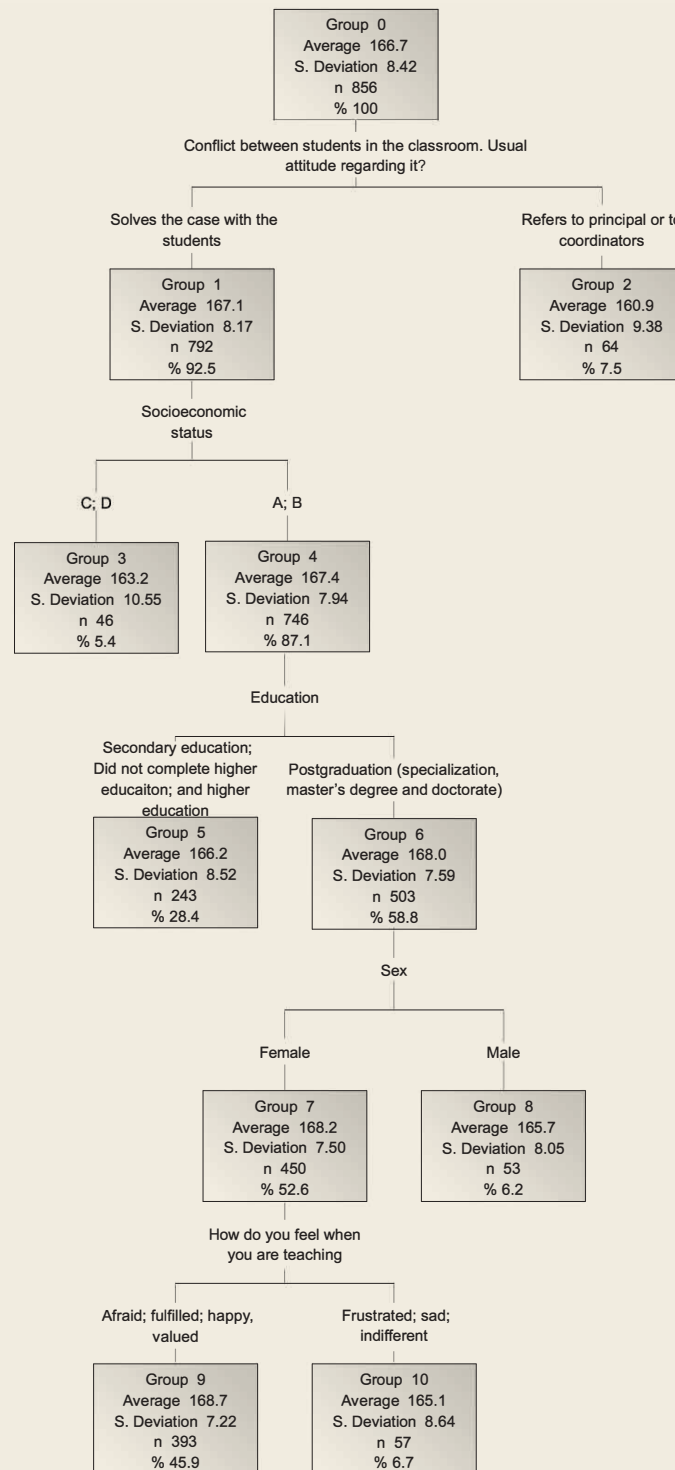 Group 0
Average 166.7
S. Deviation 8.42
n 856
% 100
Conflict between students in the classroom. Usual
attitude regarding it?
Solves the case with the
students
Refers to principal or t
coordinators
Group 1
Average 167.1
S. Deviation 8.17
n 792
% 92.5
Group 2
Average 160.9
S. Deviation 9.38
n 64
% 7.5
Socioeconomic
status
C; D
A; B
Group 3
Average 163.2
S. Deviation 10.55
n 46
% 5.4
Group 4
Average 167.4
S. Deviation 7.94
n 746
% 87.1
Education
Secondary education;
Did not complete higher
educaiton; and higher
education
Postgraduation (specialization,
master's degree and doctorate)
Group 5
Average 166.2
S. Deviation 8.52
n 243
% 28.4
Group 6
Average 168.0
S. Deviation 7.59
n 503
% 58.8
Sex
Female
Male
Group 7
Average 168.2
S. Deviation 7.50
n 450
% 52.6
Group 8
Average 165.7
S. Deviation 8.05
n 53
% 6.2
How do you feel when
you are teaching
Afraid; fulfilled; happy,
valued
Frustrated; sad;
indifferent
Group 9
Average 168.7
S. Deviation 7.22
n 393
% 45.9
Group 10
Average 165.1
S. Deviation 8.64
n 57
% 6.7